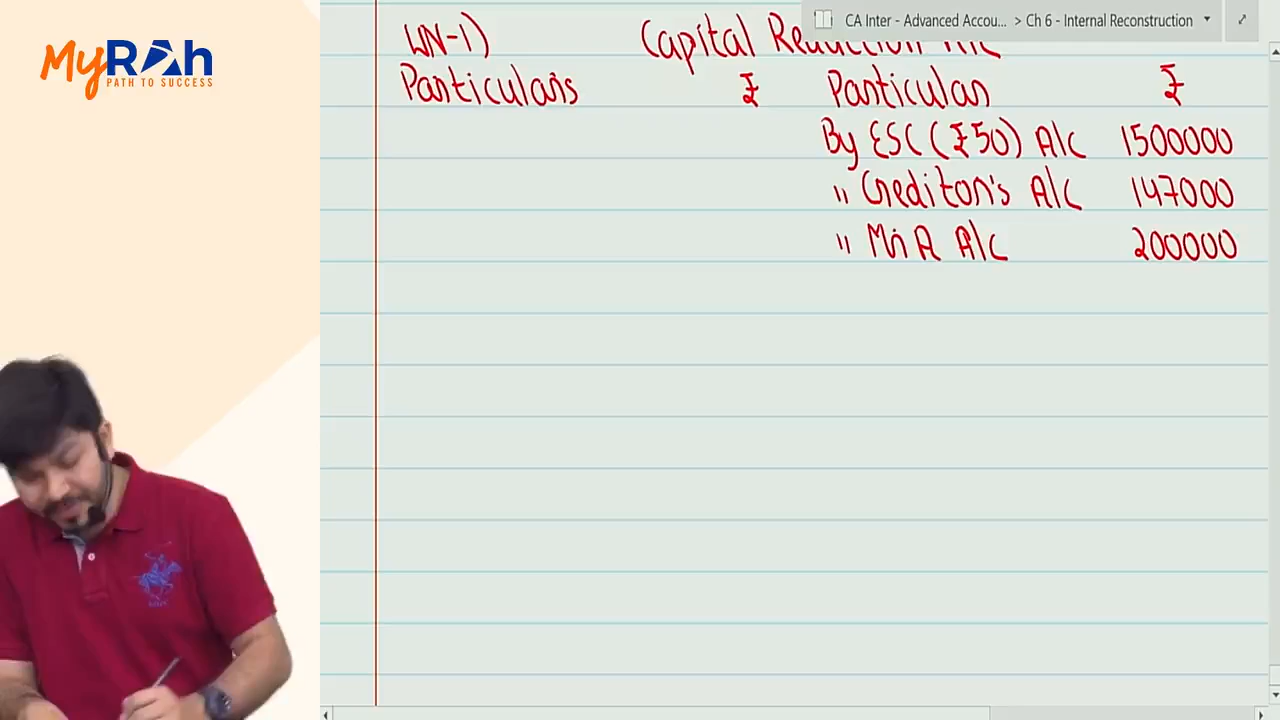 MyRAh
PATH TO SUCCESS
CA Inter - Advanced Accou... > Ch 6 - Internal Reconstruction
WN-1) Capital Reduction A/c
Particulars ₹ Particulars ₹
By ESC (₹50) A/c 1500000
" Creditor's A/c 147000
" Mr A A/c 200000